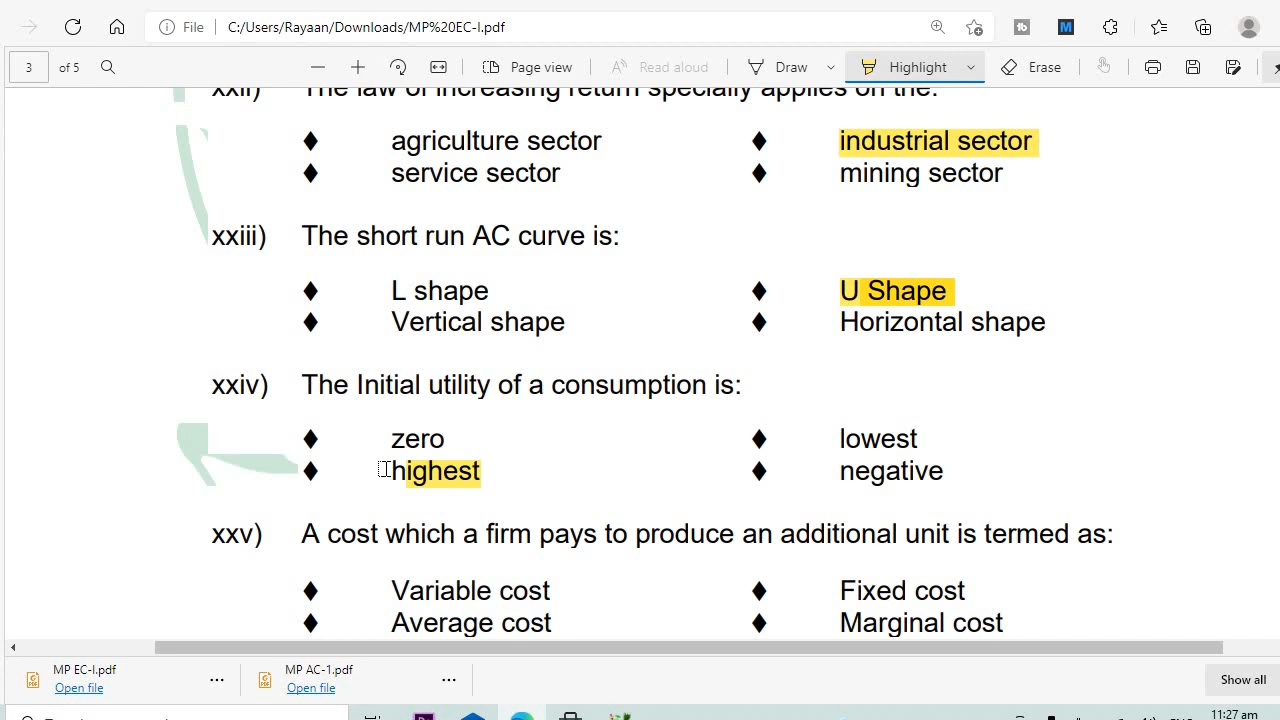 File C:/Users/Rayaan/Downloads/MP%20EC-I.pdf
3 of 5 Page view Read aloud Draw Highlight Erase
xxii) The law of increasing return specially applies on the:
♦ agriculture sector ♦ industrial sector
♦ service sector ♦ mining sector
xxiii) The short run AC curve is:
♦ L shape ♦ U Shape
♦ Vertical shape ♦ Horizontal shape
xxiv) The Initial utility of a consumption is:
♦ zero ♦ lowest
♦ highest ♦ negative
xxv) A cost which a firm pays to produce an additional unit is termed as:
♦ Variable cost ♦ Fixed cost
♦ Average cost ♦ Marginal cost
MP EC-I.pdf ... MP AC-1.pdf ... Show all
Open file Open file
11:27 am